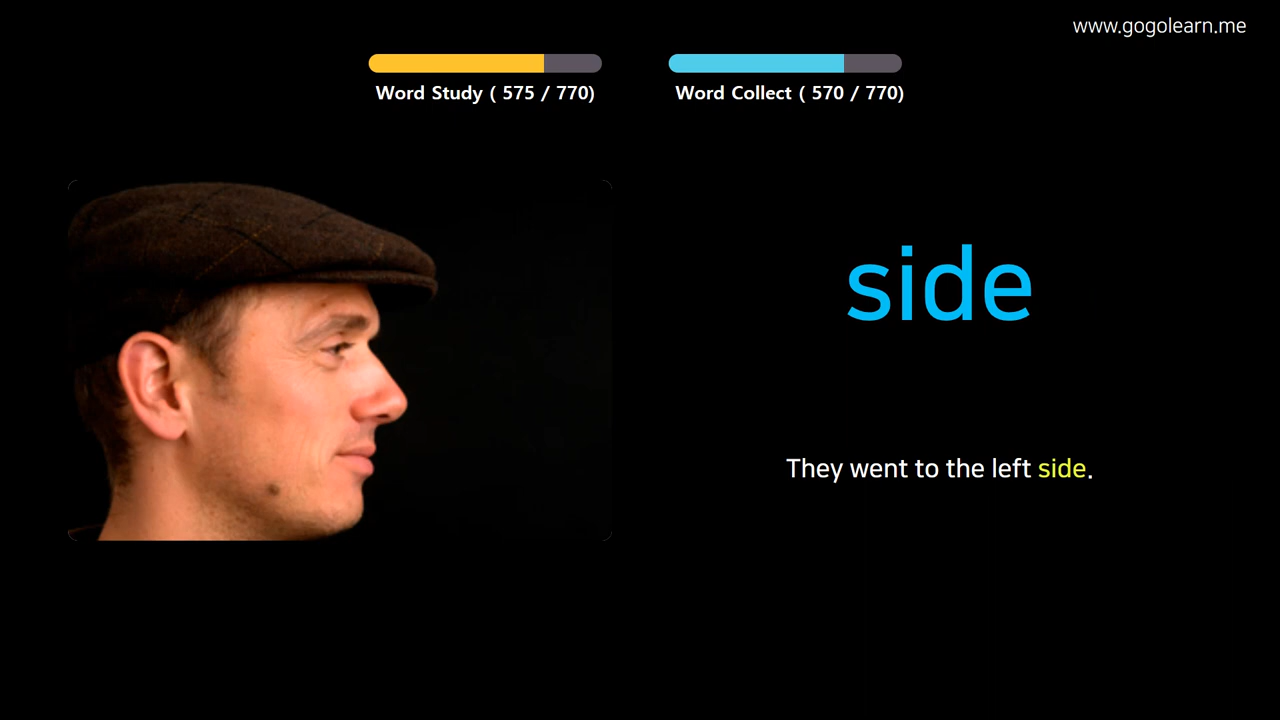 www.gogolearn.me
Word Study ( 575 / 770)
Word Collect ( 570 / 770)
side
They went to the left side.